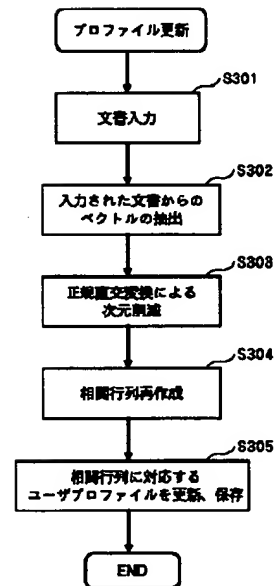 プロファイル更新
S301
文書入力
S302
入力された文書からの
ベクトルの抽出
S303
正規直交変換による
次元削減
S304
相関行列再作成
S305
相関行列に対応する
ユーザプロファイルを更新、保存
END